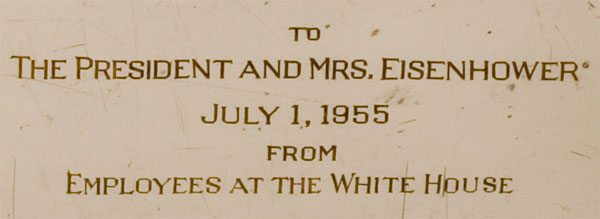 TO
THE PRESIDENT AND MRS. EISENHOWER
JULY 1, 1955
FROM
EMPLOYEES AT THE WHITE HOUSE